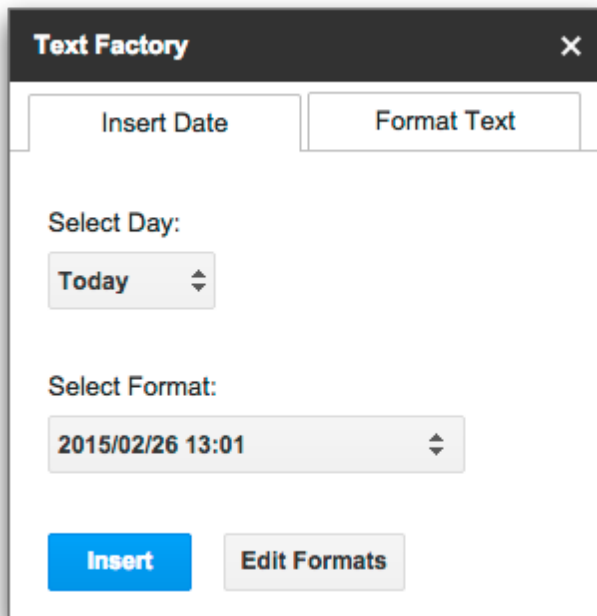 Text Factory ×
Insert Date Format Text
Select Day:
Today
Select Format:
2015/02/26 13:01
Insert Edit Formats